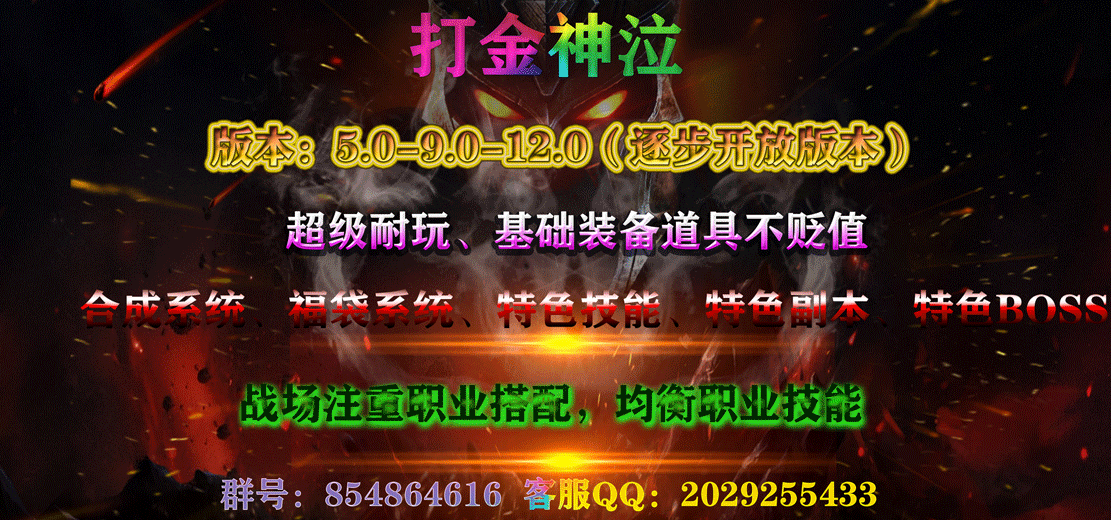 打金神泣
版本：5.0-9.0-12.0（逐步开放版本）
超级耐玩、基础装备道具不贬值
合成系统、福袋系统、特色技能、特色副本、特色BOSS
战场注重职业搭配，均衡职业技能
群号：854864616 客服QQ：2029255433